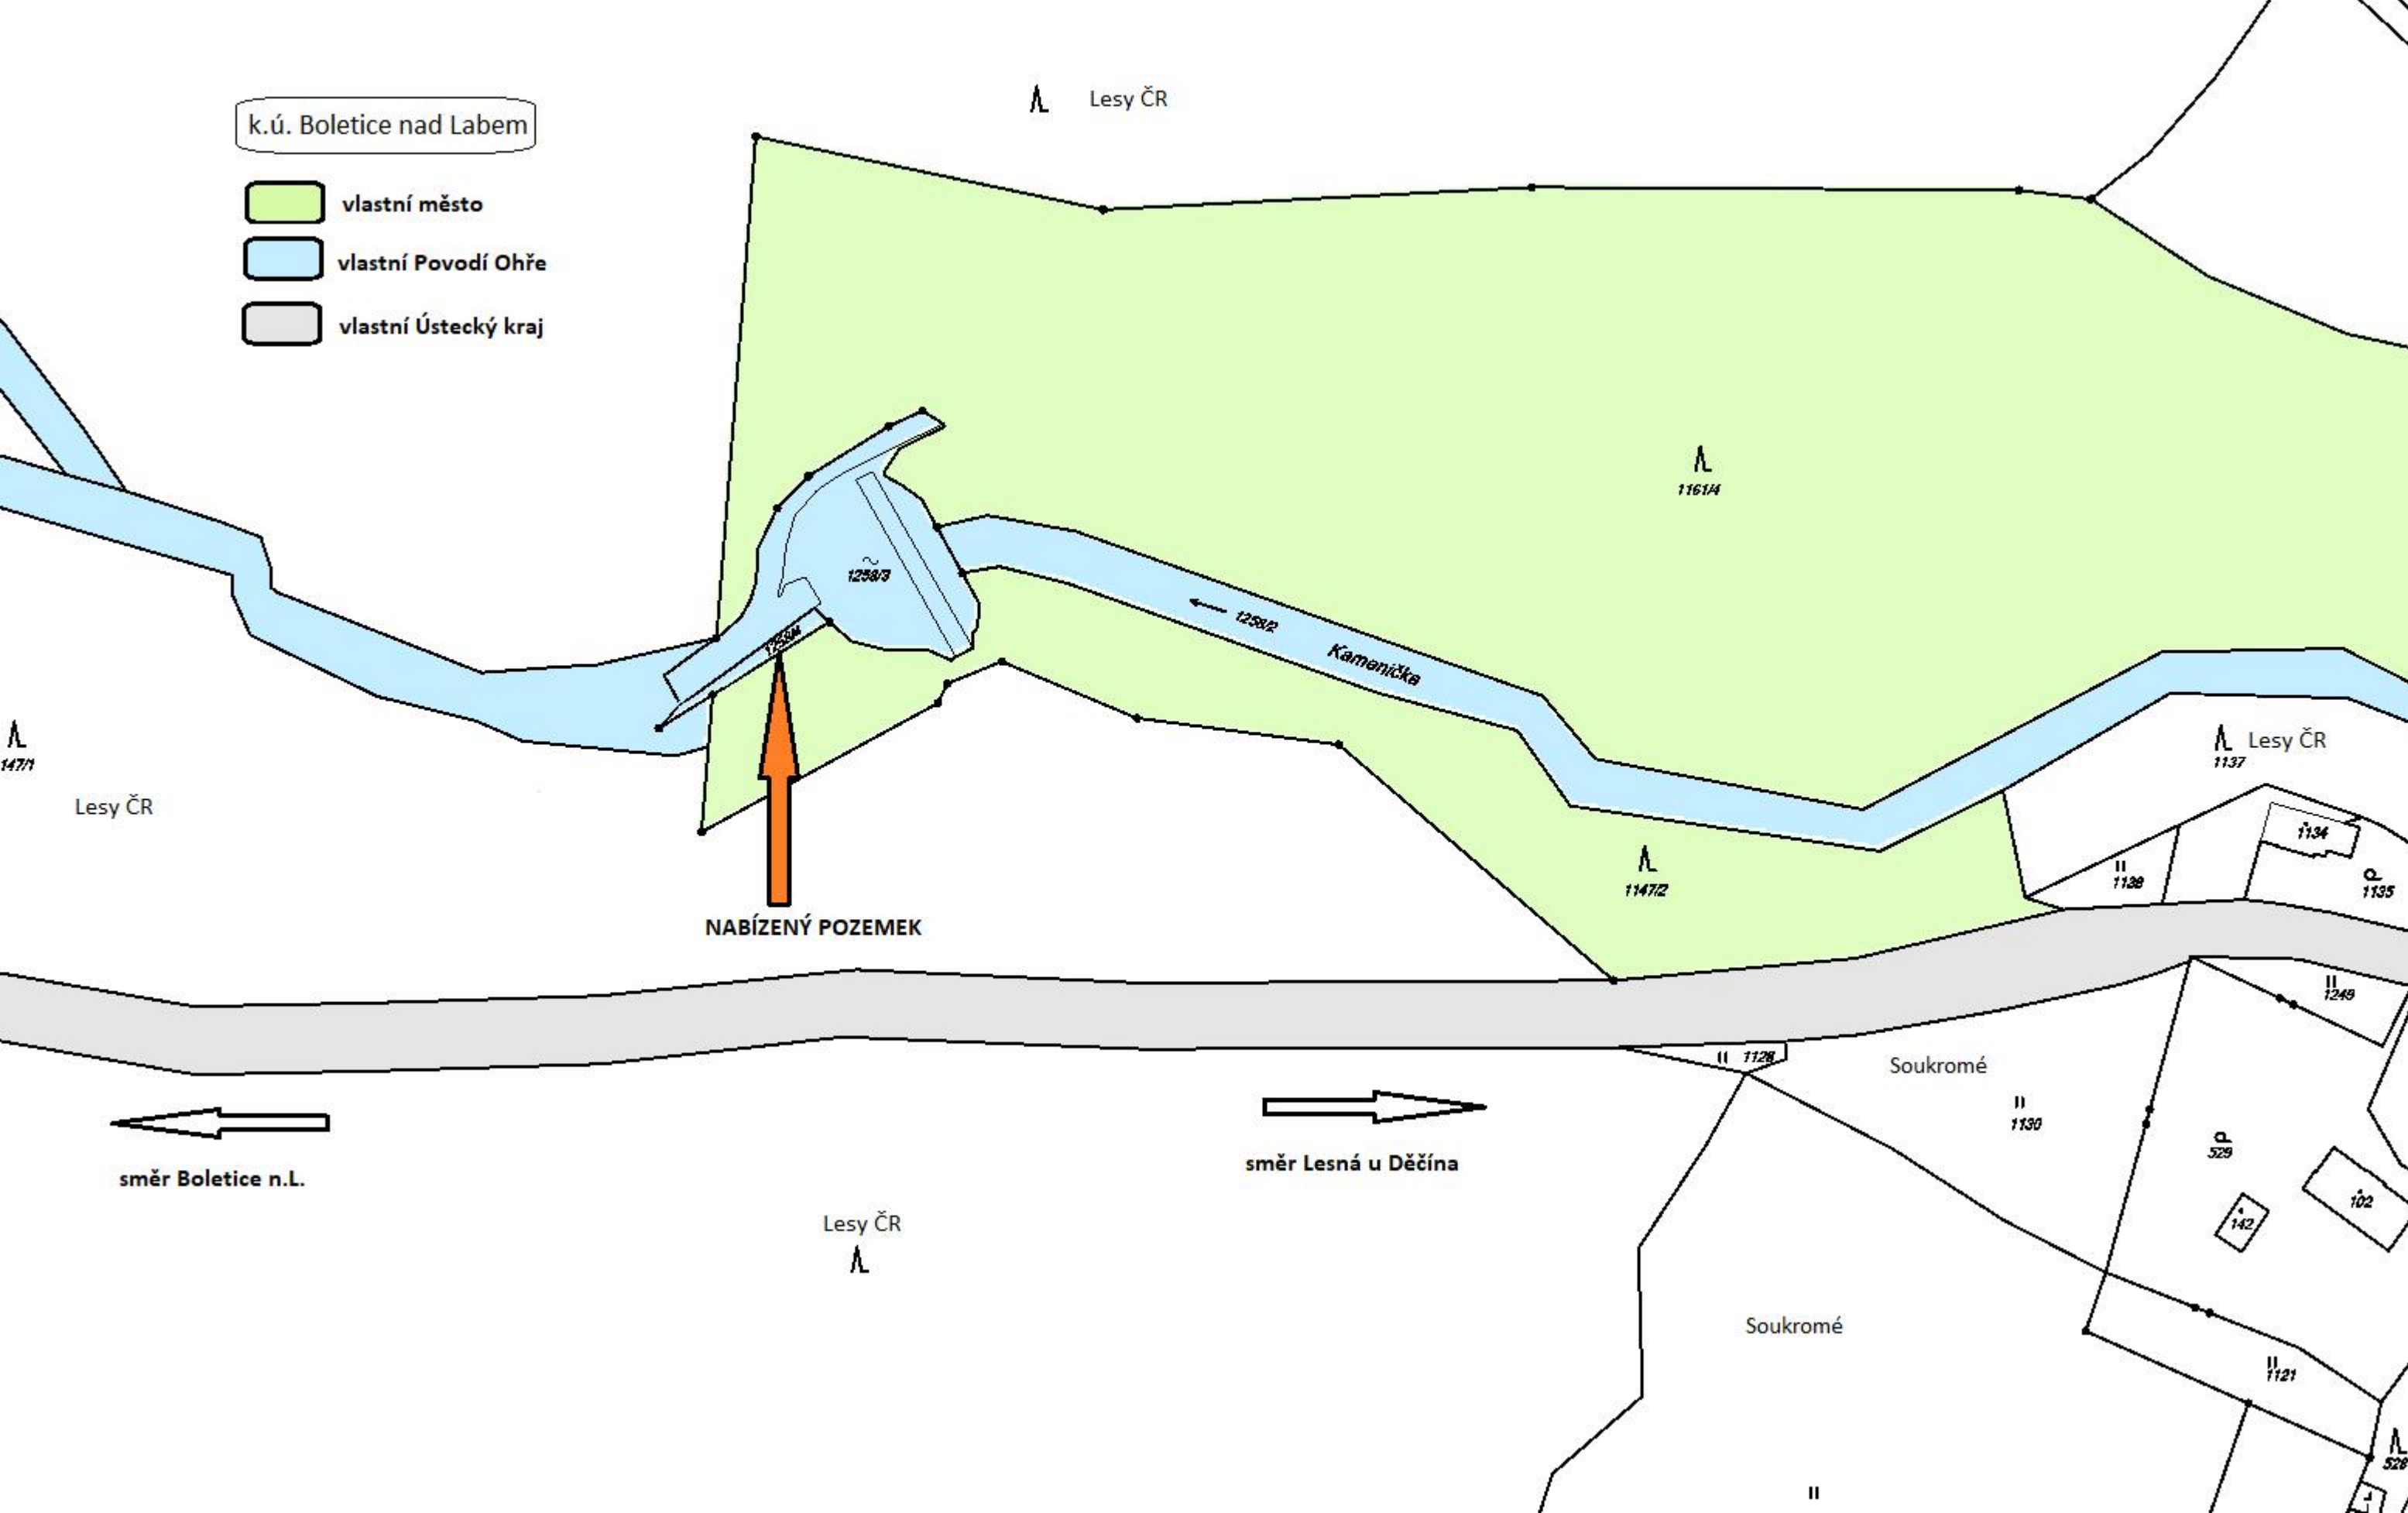 Lesy ČR
k.ú. Boletice nad Labem
vlastní město
vlastní Povodí Ohře
vlastní Ústecký kraj
1161/4
1258/3
1258/2
Kamenička
1258/4
147/1
Lesy ČR
Lesy ČR
1137
1134
1138
1135
1147/2
NABÍZENÝ POZEMEK
1249
1128
Soukromé
1130
529
směr Boletice n.L.
směr Lesná u Děčína
102
142
Lesy ČR
Soukromé
1121
528